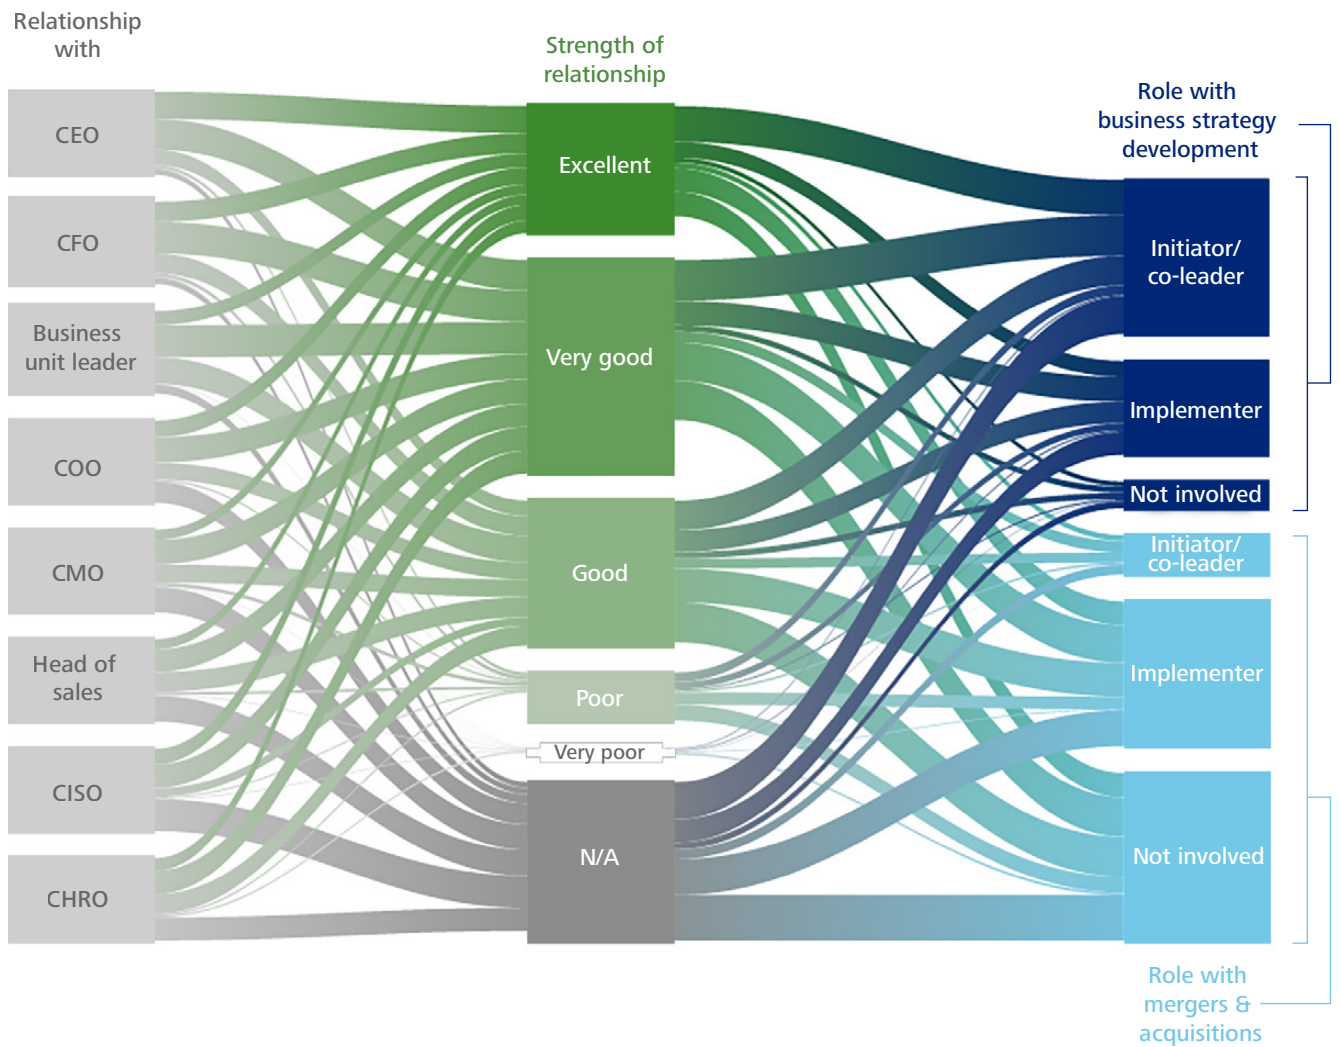 Relationship
with
CEO
CFO
Business
unit leader
COO
CMO
Head of
sales
CISO
CHRO
Strength of
relationship
Excellent
Very good
Good
Poor
Very poor
N/A
Role with
business strategy
development
Initiator/
co-leader
Implementer
Not involved
Initiator/
co-leader
Implementer
Not involved
Role with
mergers &
acquisitions